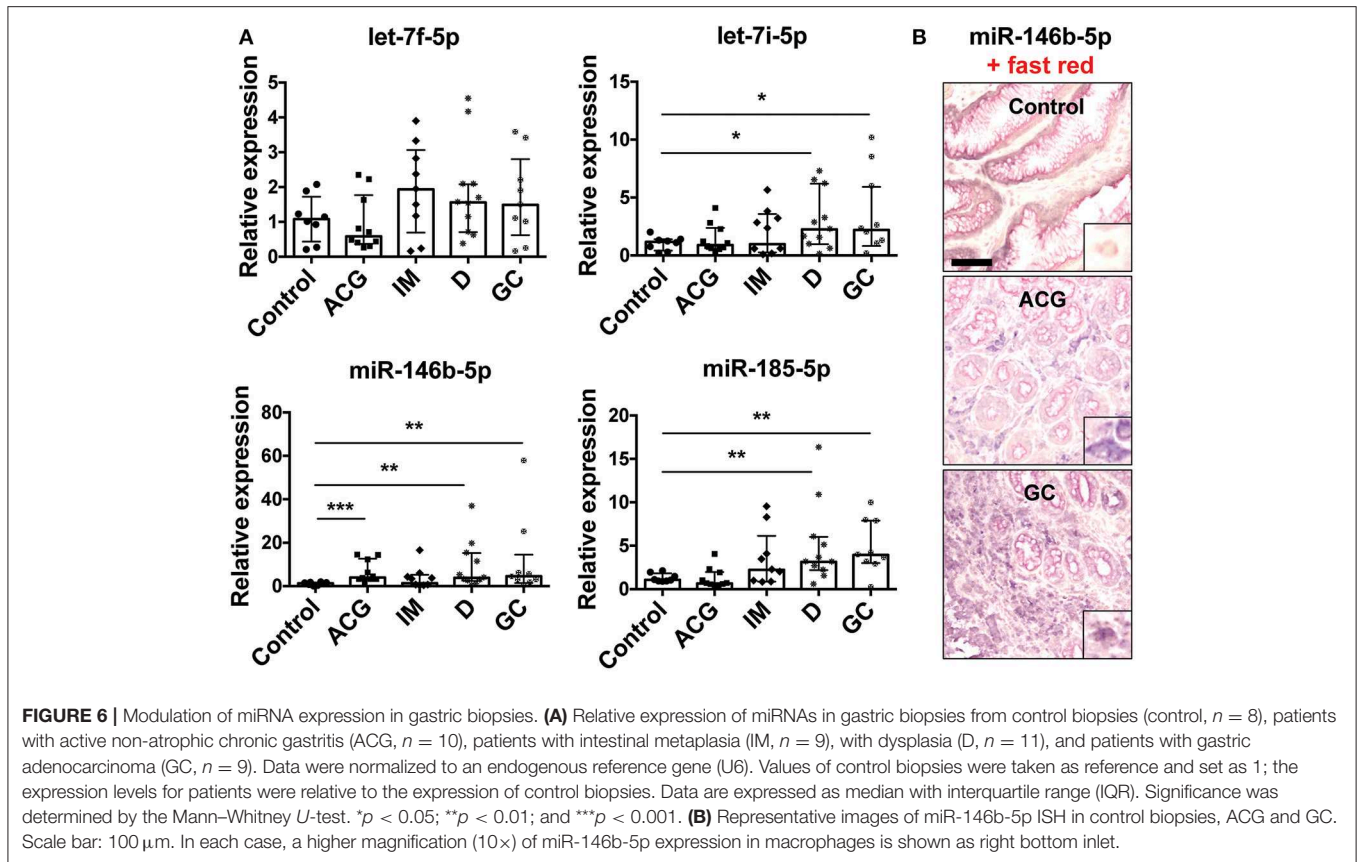 A
let-7f-5p
Relative expression
5
4
3
2
1
0
Control
ACG
IM
D
GC
let-7i-5p
Relative expression
15
10
5
0
*
*
Control
ACG
IM
D
GC
miR-146b-5p
Relative expression
80
60
40
20
0
**
**
***
Control
ACG
IM
D
GC
miR-185-5p
Relative expression
20
15
10
5
0
**
**
Control
ACG
IM
D
GC
B
miR-146b-5p
+ fast red
Control
ACG
GC
FIGURE 6 | Modulation of miRNA expression in gastric biopsies. (A) Relative expression of miRNAs in gastric biopsies from control biopsies (control, n = 8), patients
with active non-atrophic chronic gastritis (ACG, n = 10), patients with intestinal metaplasia (IM, n = 9), with dysplasia (D, n = 11), and patients with gastric
adenocarcinoma (GC, n = 9). Data were normalized to an endogenous reference gene (U6). Values of control biopsies were taken as reference and set as 1; the
expression levels for patients were relative to the expression of control biopsies. Data are expressed as median with interquartile range (IQR). Significance was
determined by the Mann–Whitney U-test. *p < 0.05; **p < 0.01; and ***p < 0.001. (B) Representative images of miR-146b-5p ISH in control biopsies, ACG and GC.
Scale bar: 100 μm. In each case, a higher magnification (10×) of miR-146b-5p expression in macrophages is shown as right bottom inlet.